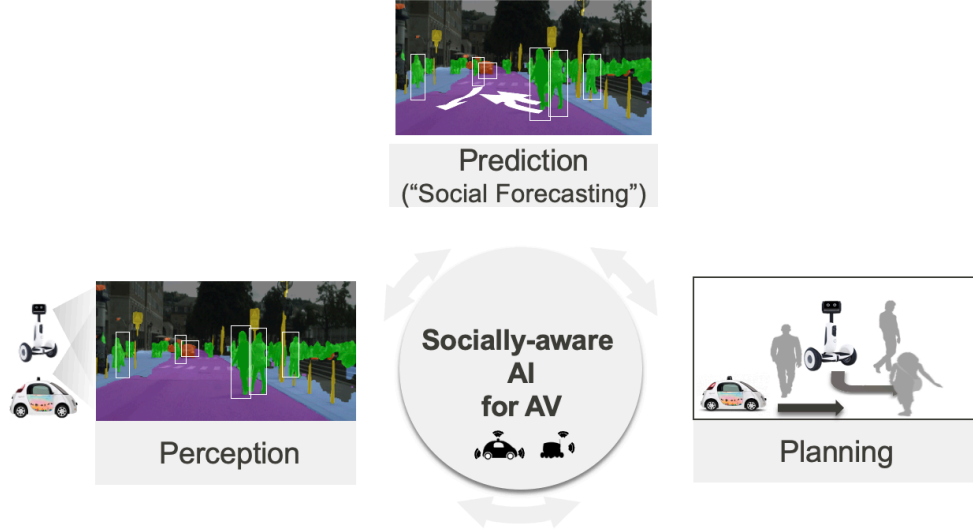 Prediction
(“Social Forecasting”)
Socially-aware
AI
for AV
Perception
Planning